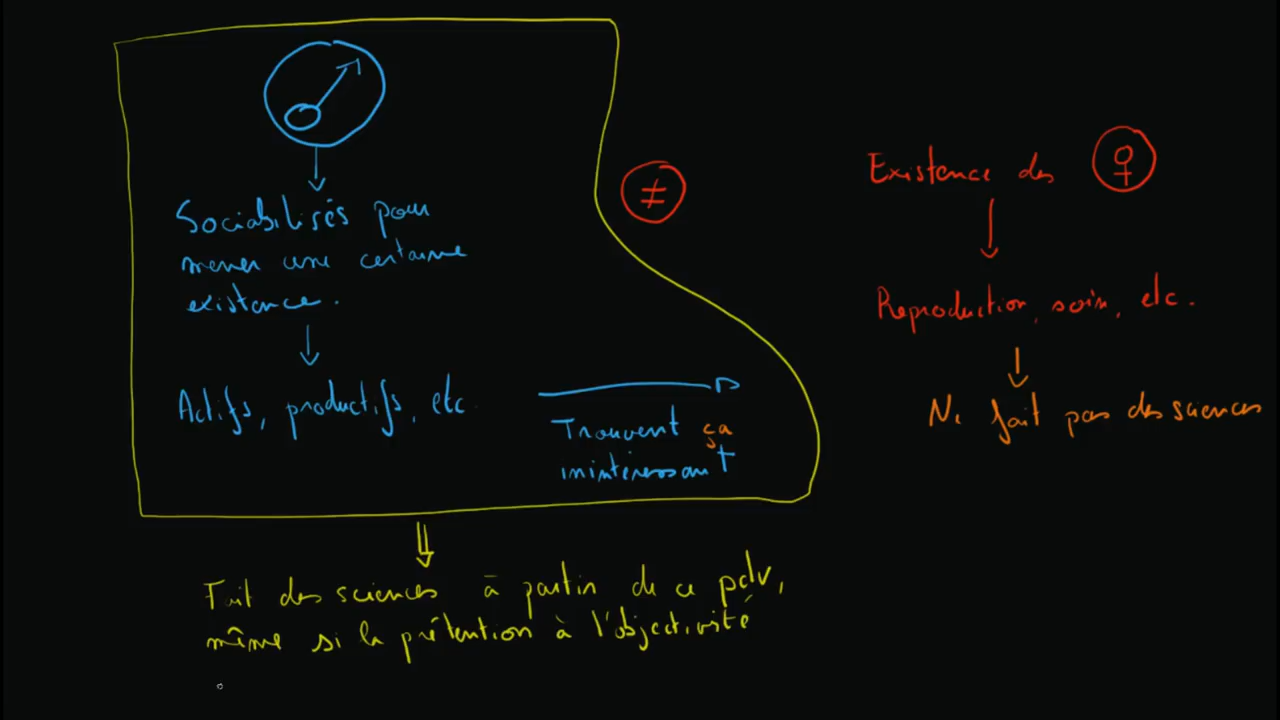 Sociabilisés pour
mener une certaine
existance.
Actifs, productifs, etc.
Trouvent ça
inintéressant
≠
Existence des ♀
Reproduction, soin, etc.
Ne fait pas des sciences
Fait des sciences à partir de ce pdv,
même si la prétention à l'objectivité